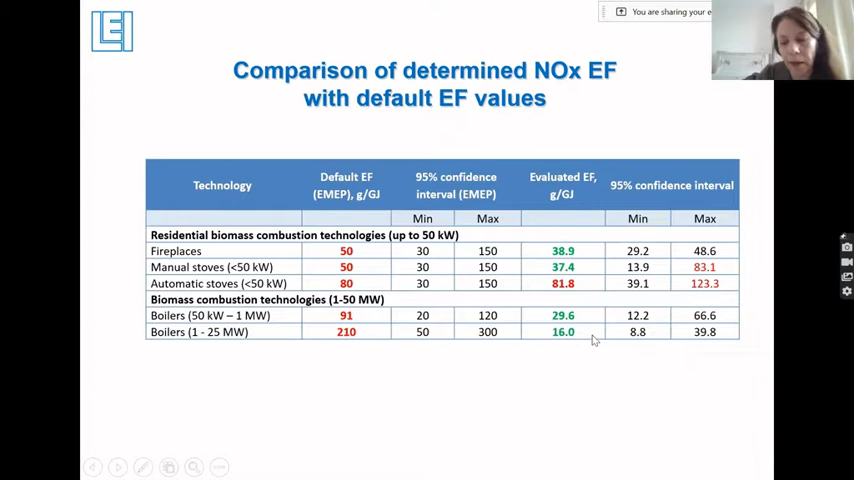 LEI
You are sharing your e
Comparison of determined NOx EF
with default EF values
Technology Default EF (EMEP), g/GJ 95% confidence interval (EMEP) Evaluated EF, g/GJ 95% confidence interval
Min Max Min Max
Residential biomass combustion technologies (up to 50 kW)
Fireplaces 50 30 150 38.9 29.2 48.6
Manual stoves (<50 kW) 50 30 150 37.4 13.9 83.1
Automatic stoves (<50 kW) 80 30 150 81.8 39.1 123.3
Biomass combustion technologies (1-50 MW)
Boilers (50 kW – 1 MW) 91 20 120 29.6 12.2 66.6
Boilers (1 - 25 MW) 210 50 300 16.0 8.8 39.8